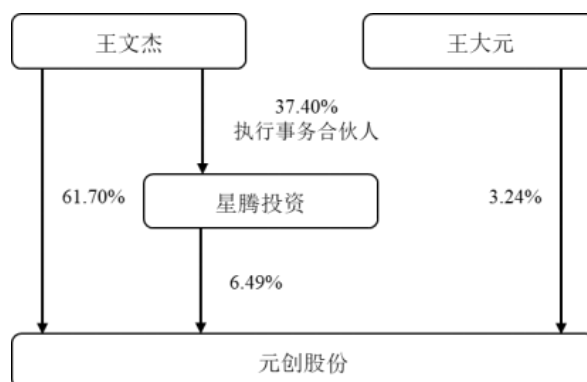 王文杰
王大元
37.40%
执行事务合伙人
61.70%
星腾投资
3.24%
6.49%
元创股份